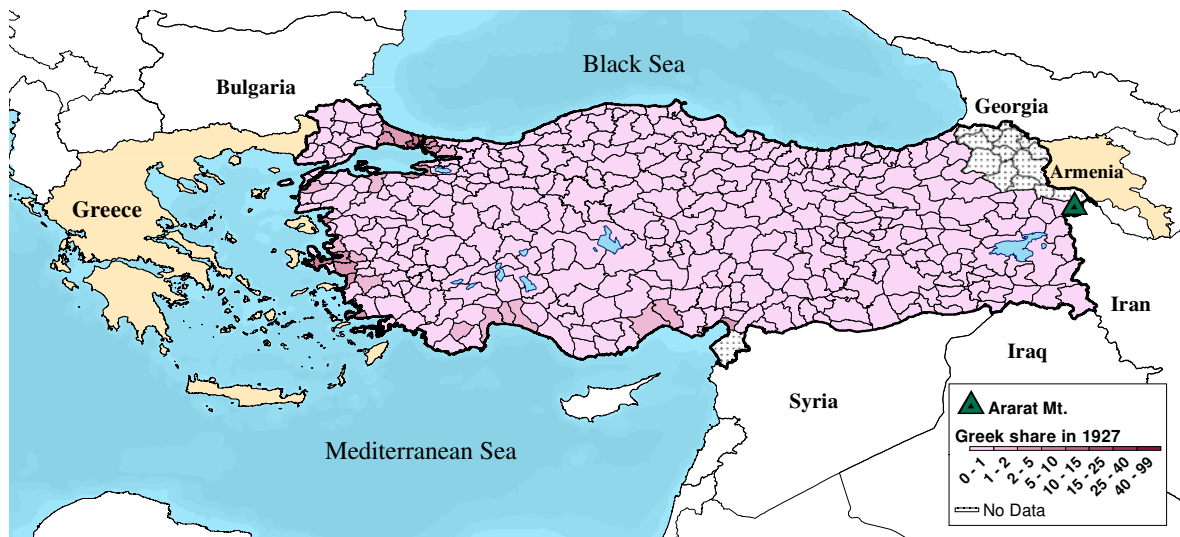 Black Sea
Bulgaria
Georgia
Armenia
Greece
Iran
Iraq
Syria
Mediterranean Sea
Ararat Mt.
Greek share in 1927
0 - 1
1 - 2
2 - 5
5 - 10
10 - 15
15 - 25
25 - 40
40 - 99
No Data